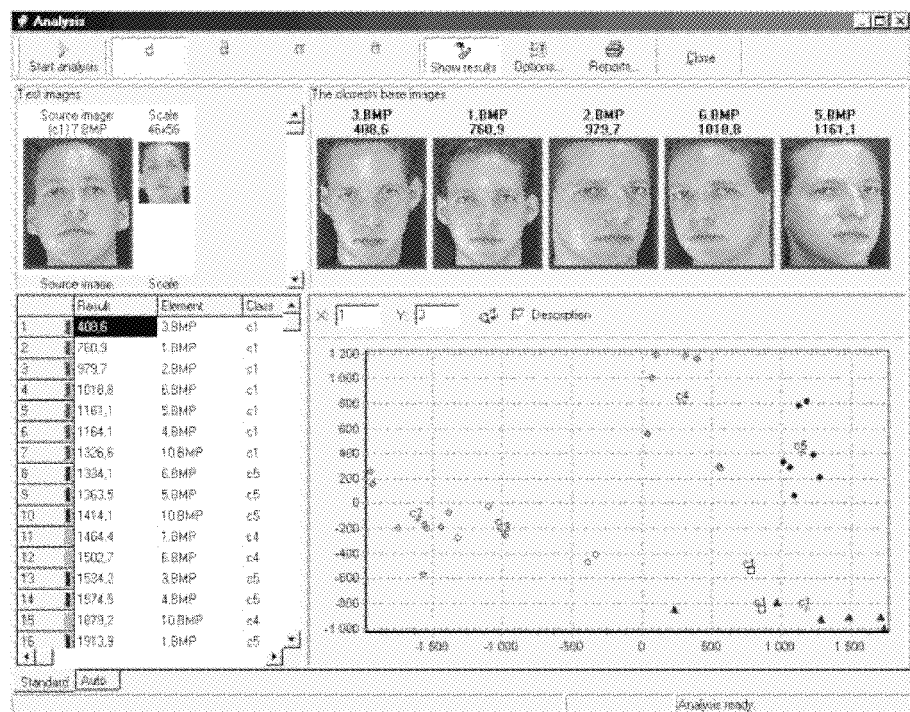 Analysis
Start analysis
Show results
Options...
Reports...
Close
Test images
The closests base images
Source image
(c1)7.BMP
Scale
46x56
3.BMP
408,6
1.BMP
760,9
2.BMP
979,7
6.BMP
1018,8
5.BMP
1161,1
Source image
Scale
Result Element Class
1 408,6 3.BMP c1
2 760,9 1.BMP c1
3 979,7 2.BMP c1
4 1018,8 6.BMP c1
5 1161,1 5.BMP c1
6 1164,1 4.BMP c1
7 1326,6 10.BMP c1
8 1334,1 6.BMP c5
9 1363,5 5.BMP c5
10 1414,1 10.BMP c5
11 1464,4 1.BMP c4
12 1502,7 6.BMP c4
13 1534,2 3.BMP c5
14 4.BMP c5
15 1879,2 10.BMP c4
16 1913,9 1.BMP c5
X: 1 Y: Description
1 200
1 000
800
600
400
200
0
-200
-400
-600
-800
-1 000
c4
c5
c2
c3
c1
c1
c1
-1 500 -1 000 -500 0 500 1 000 1 500
Standard Auto
Analysis ready